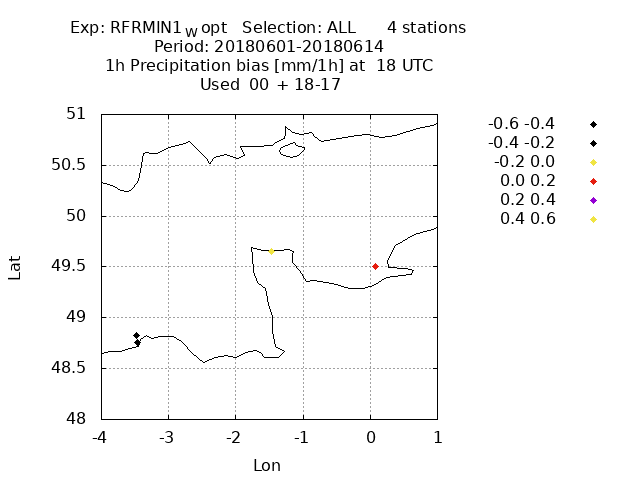 Exp: RFRMIN1_W opt   Selection: ALL      4 stations
Period: 20180601-20180614
1h Precipitation bias [mm/1h] at  18 UTC
Used  00 + 18-17
51
50.5
50
49.5
49
48.5
48
Lat
-4 -3 -2 -1 0 1
Lon
-0.6 -0.4
-0.4 -0.2
-0.2 0.0
0.0 0.2
0.2 0.4
0.4 0.6